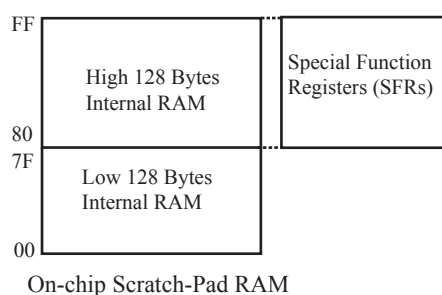 FF
High 128 Bytes
Internal RAM
Special Function
Registers (SFRs)
80
7F
Low 128 Bytes
Internal RAM
00
On-chip Scratch-Pad RAM